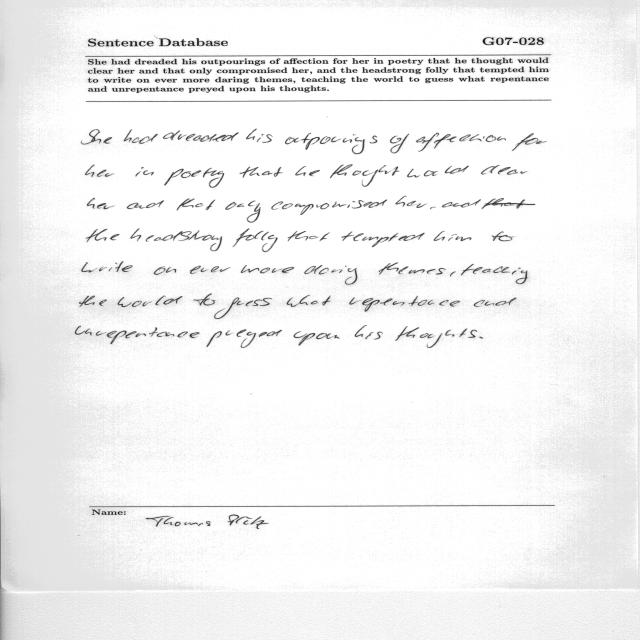 Sentence Database G07-028
She had dreaded his outpourings of affection for her in poetry that he thought would
clear her and that only compromised her, and the headstrong folly that tempted him
to write on ever more daring themes, teaching the world to guess what repentance
and unrepentance preyed upon his thoughts.
She had dreaded his outpourings of affection for
her in poetry that he thought would clear
her and that only compromised her, and that
the headstrong folly that tempted him to
write on ever more daring themes, teaching
the world to guess what repentance and
unrepentance preyed upon his thoughts.
Name: Thomas